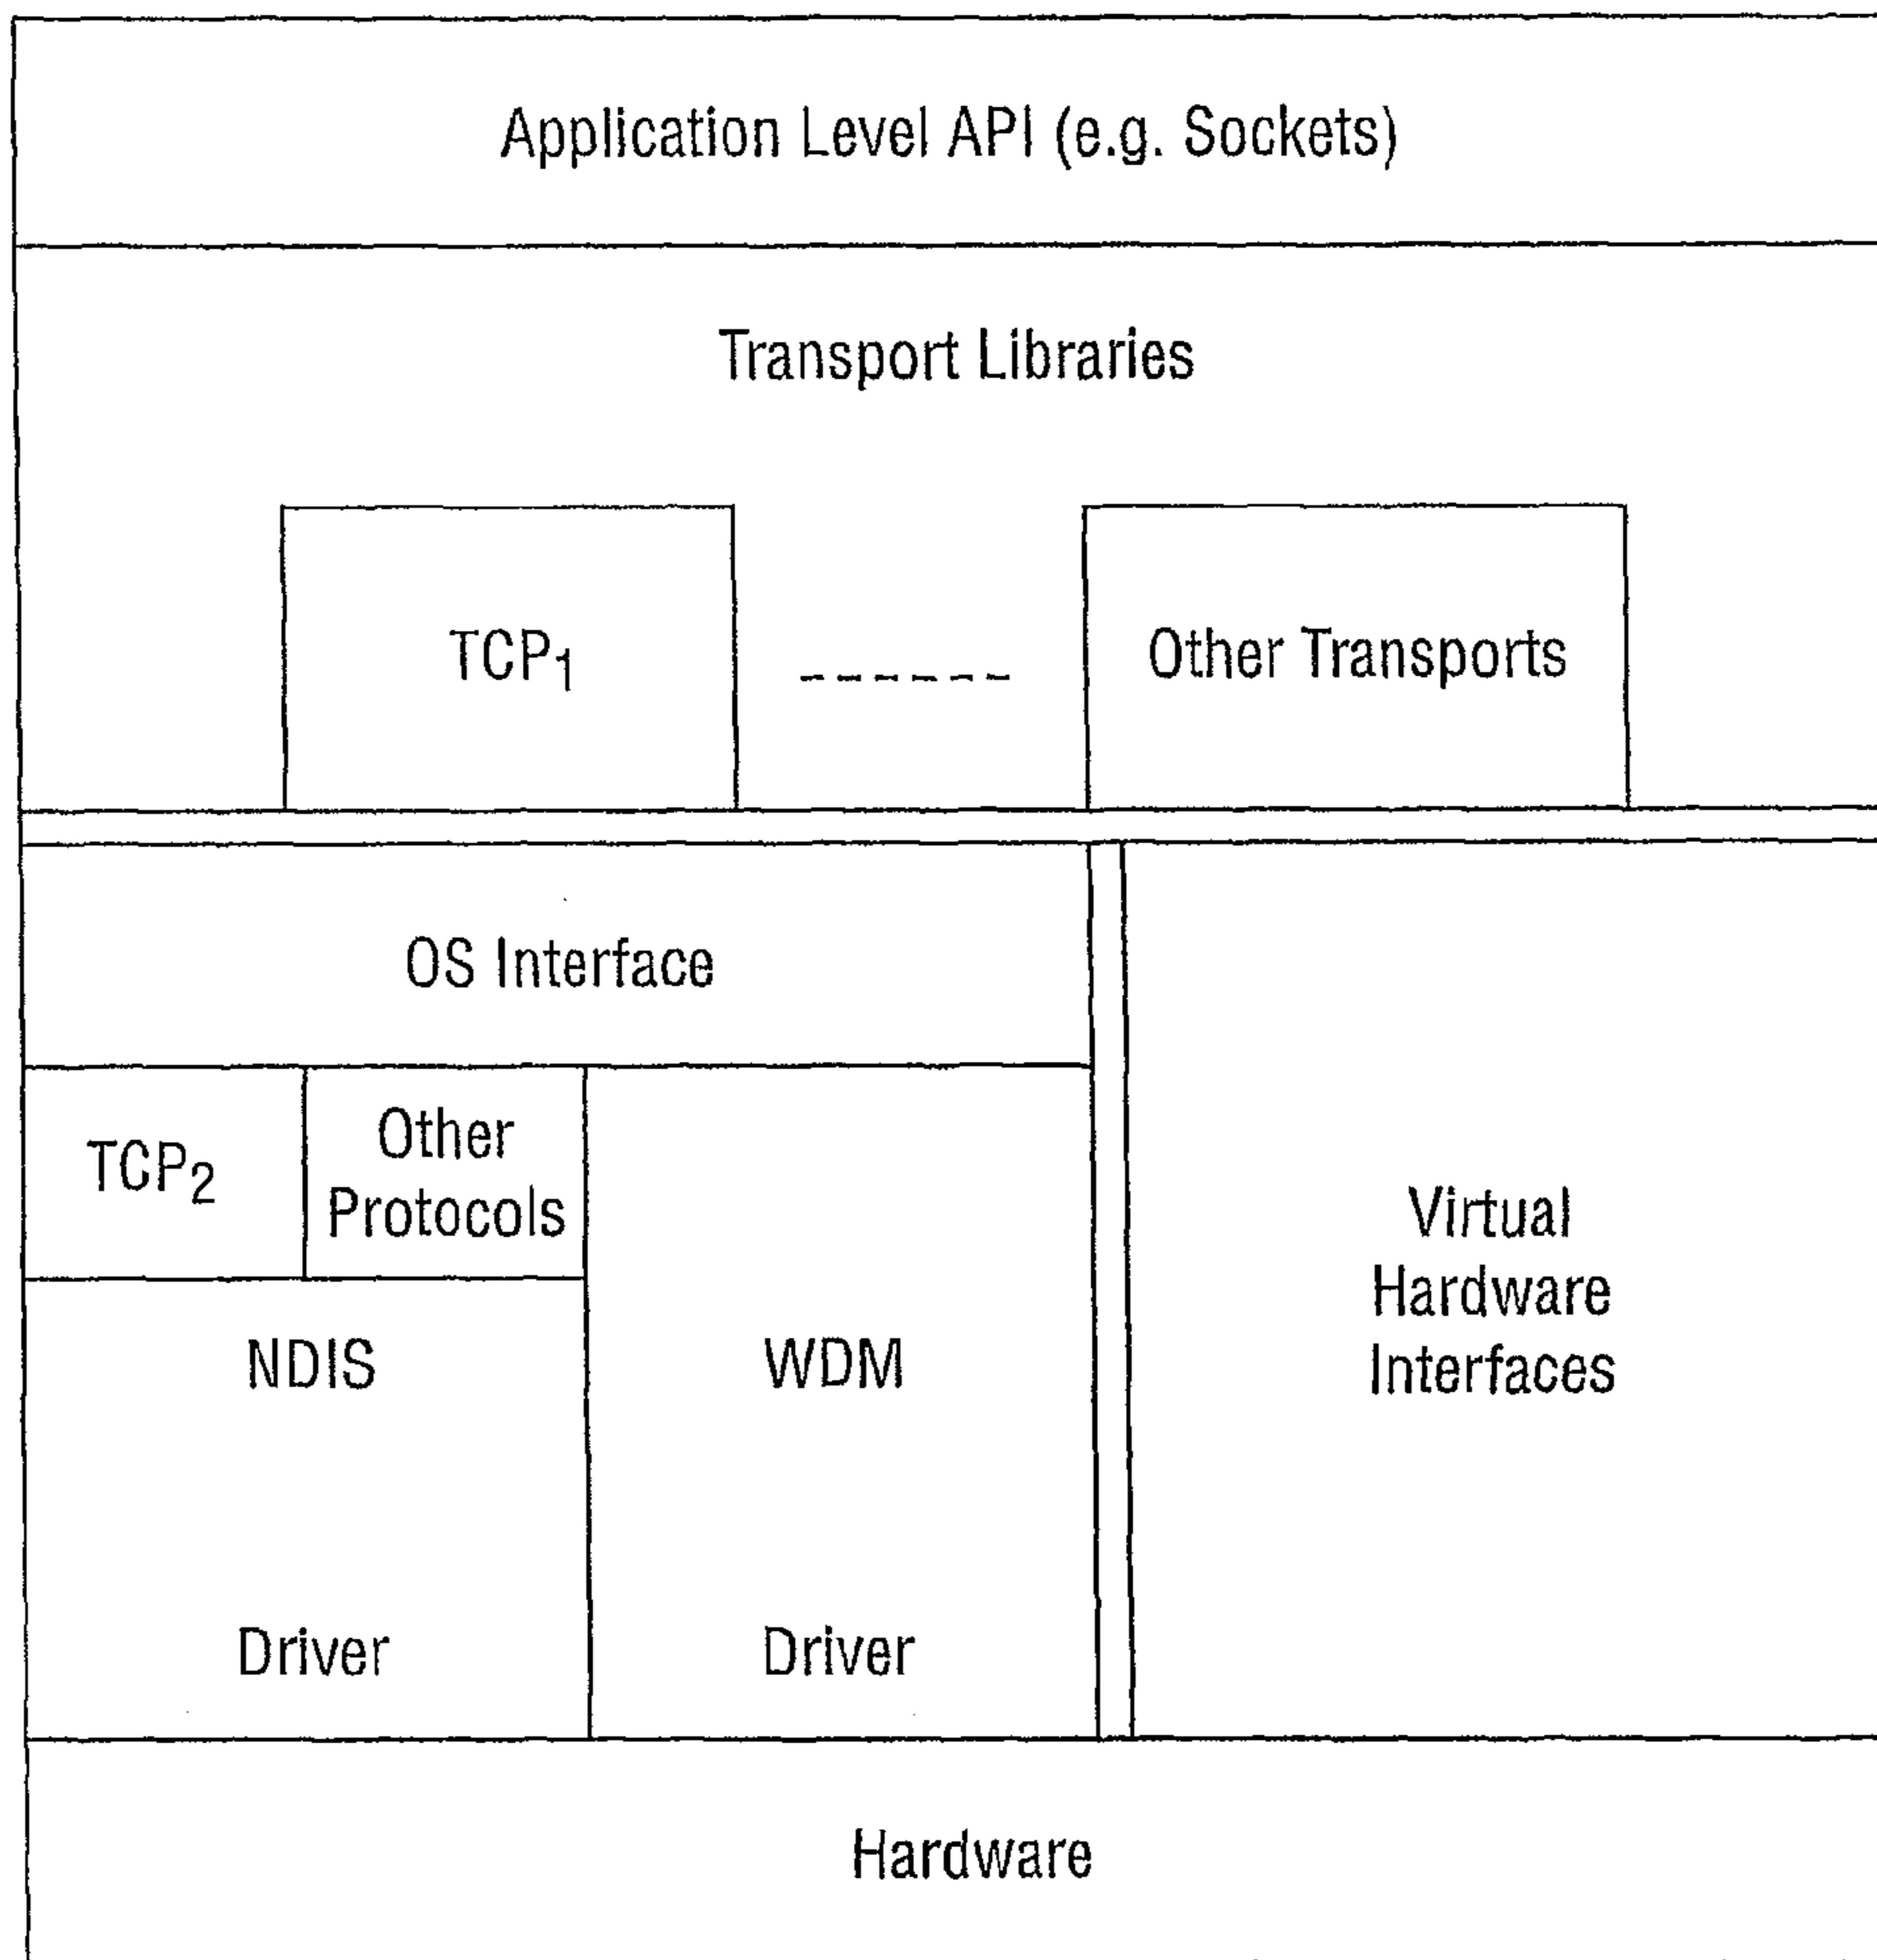 Application Level API (e.g. Sockets)
Transport Libraries
TCP₁
Other Transports
OS Interface
TCP₂
Other
Protocols
NDIS
WDM
Virtual
Hardware
Interfaces
Driver
Driver
Hardware